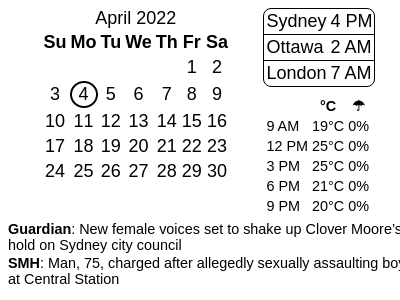 April 2022
Su Mo Tu We Th Fr Sa
1 2
3 4 5 6 7 8 9
10 11 12 13 14 15 16
17 18 19 20 21 22 23
24 25 26 27 28 29 30
Sydney 4 PM
Ottawa 2 AM
London 7 AM
°C ☂
9 AM 19°C 0%
12 PM 25°C 0%
3 PM 25°C 0%
6 PM 21°C 0%
9 PM 20°C 0%
Guardian: New female voices set to shake up Clover Moore's
hold on Sydney city council
SMH: Man, 75, charged after allegedly sexually assaulting boy
at Central Station